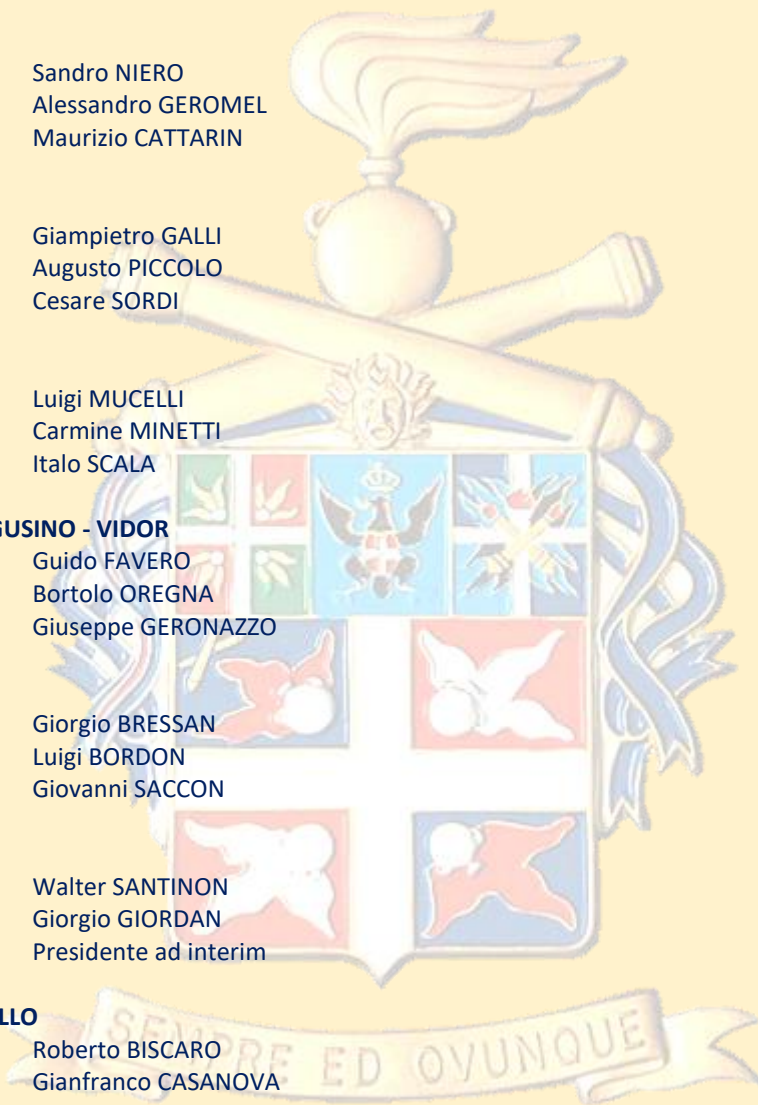 Sandro NIERO
Alessandro GEROMEL
Maurizio CATTARIN
Giampietro GALLI
Augusto PICCOLO
Cesare SORDI
Luigi MUCELLI
Carmine MINETTI
Italo SCALA
GUSINO - VIDOR
Guido FAVERO
Bortolo OREGNA
Giuseppe GERONAZZO
Giorgio BRESSAN
Luigi BORDON
Giovanni SACCON
Walter SANTINON
Giorgio GIORDAN
Presidente ad interim
LLO
Roberto BISCARO
Gianfranco CASANOVA
SEMPRE ED OVUNQUE